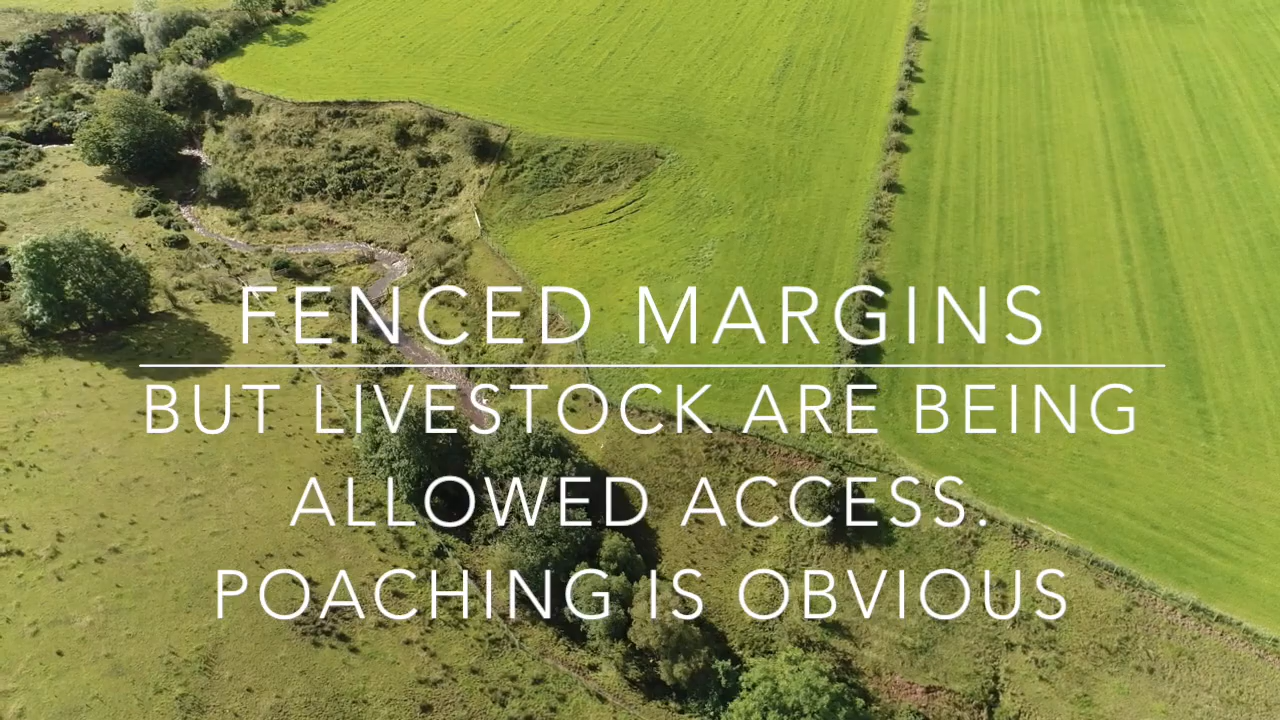 FENCED MARGINS
BUT LIVESTOCK ARE BEING
ALLOWED ACCESS.
POACHING IS OBVIOUS